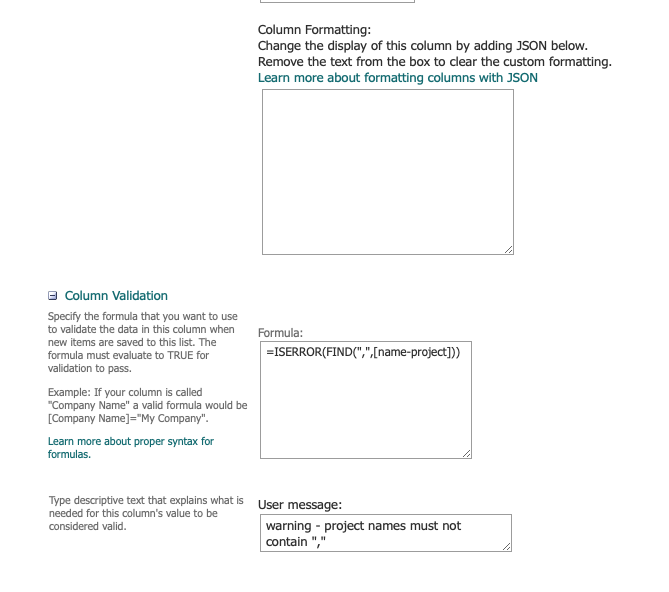 Column Formatting:
Change the display of this column by adding JSON below.
Remove the text from the box to clear the custom formatting.
Learn more about formatting columns with JSON
Column Validation
Specify the formula that you want to use
to validate the data in this column when
new items are saved to this list. The
formula must evaluate to TRUE for
validation to pass.
Example: If your column is called
"Company Name" a valid formula would be
[Company Name]="My Company".
Learn more about proper syntax for
formulas.
Formula:
=ISERROR(FIND(",",[name-project]))
Type descriptive text that explains what is
needed for this column's value to be
considered valid.
User message:
warning - project names must not
contain ","